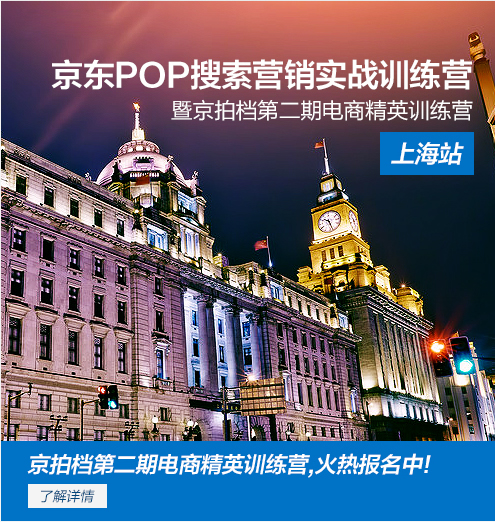 京东POP搜索营销实战训练营
暨京拍档第二期电商精英训练营
上海站
京拍档第二期电商精英训练营,火热报名中!
了解详情